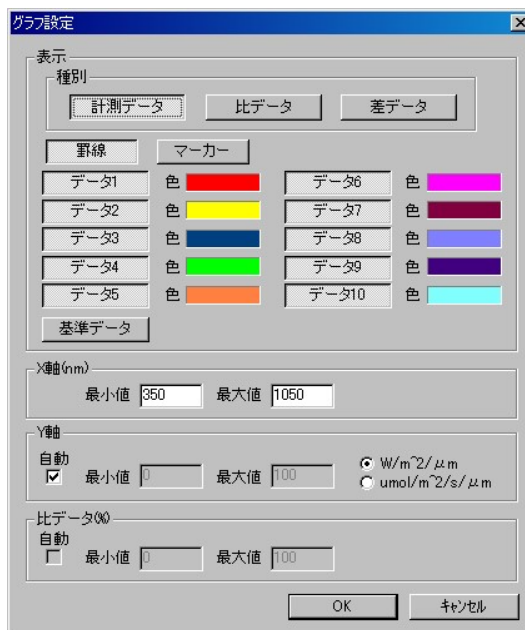 グラフ設定
表示
種別
計測データ 比データ 差データ
罫線 マーカー
データ1 色 データ6 色
データ2 色 データ7 色
データ3 色 データ8 色
データ4 色 データ9 色
データ5 色 データ10 色
基準データ
X軸(nm)
最小値 350 最大値 1050
Y軸
自動
最小値 0 最大値 100
W/m^2/μm
umol/m^2/s/μm
比データ(%)
自動
最小値 0 最大値 100
OK キャンセル